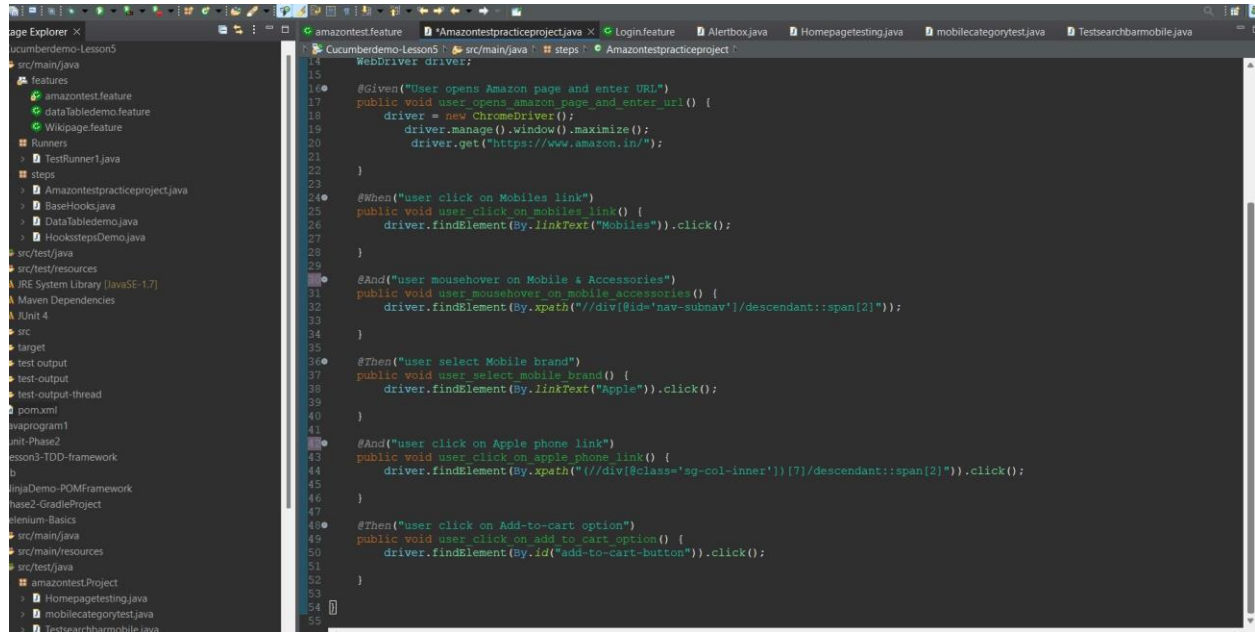 age Explorer ×
amazontest.feature
*Amazontestpracticeproject.java ×
Login.feature
Alertbox.java
Homepagetesting.java
mobilecategorytest.java
Testsearchbarmobile.java
ucumberdemo-Lesson5
src/main/java
features
amazontest.feature
dataTabledemo.feature
Wikipage.feature
Runners
> TestRunner1.java
steps
> Amazontestpracticeproject.java
> BaseHooks.java
> DataTabledemo.java
> HooksstepsDemo.java
src/test/java
src/test/resources
JRE System Library [JavaSE-1.7]
Maven Dependencies
JUnit 4
src
target
test output
test-output
test-output-thread
pom.xml
avaprogram1
unit-Phase2
esson3-TDD-framework
b
injaDemo-POMFramework
hase2-GradleProject
elenium-Basics
src/main/java
src/main/resources
src/test/java
amazontest.Project
> Homepagetesting.java
> mobilecategorytest.java
> Testsearchbarmobile.java
Cucumberdemo-Lesson5 > src/main/java > steps > Amazontestpracticeproject >
14 WebDriver driver;
15
16 @Given("User opens Amazon page and enter URL")
17 public void user_opens_amazon_page_and_enter_url() {
18 driver = new ChromeDriver();
19 driver.manage().window().maximize();
20 driver.get("https://www.amazon.in/");
21
22 }
23
24 @When("user click on Mobiles link")
25 public void user_click_on_mobiles_link() {
26 driver.findElement(By.linkText("Mobiles")).click();
27
28 }
29
30 @And("user mousehover on Mobile & Accessories")
31 public void user_mousehover_on_mobile_accessories() {
32 driver.findElement(By.xpath("//div[@id='nav-subnav']/descendant::span[2]"));
33
34 }
35
36 @Then("user select Mobile brand")
37 public void user_select_mobile_brand() {
38 driver.findElement(By.linkText("Apple")).click();
39
40 }
41
42 @And("user click on Apple phone link")
43 public void user_click_on_apple_phone_link() {
44 driver.findElement(By.xpath("(//div[@class='sg-col-inner'])[7]/descendant::span[2]")).click();
45
46 }
47
48 @Then("user click on Add-to-cart option")
49 public void user_click_on_add_to_cart_option() {
50 driver.findElement(By.id("add-to-cart-button")).click();
51
52 }
53
54 }
55